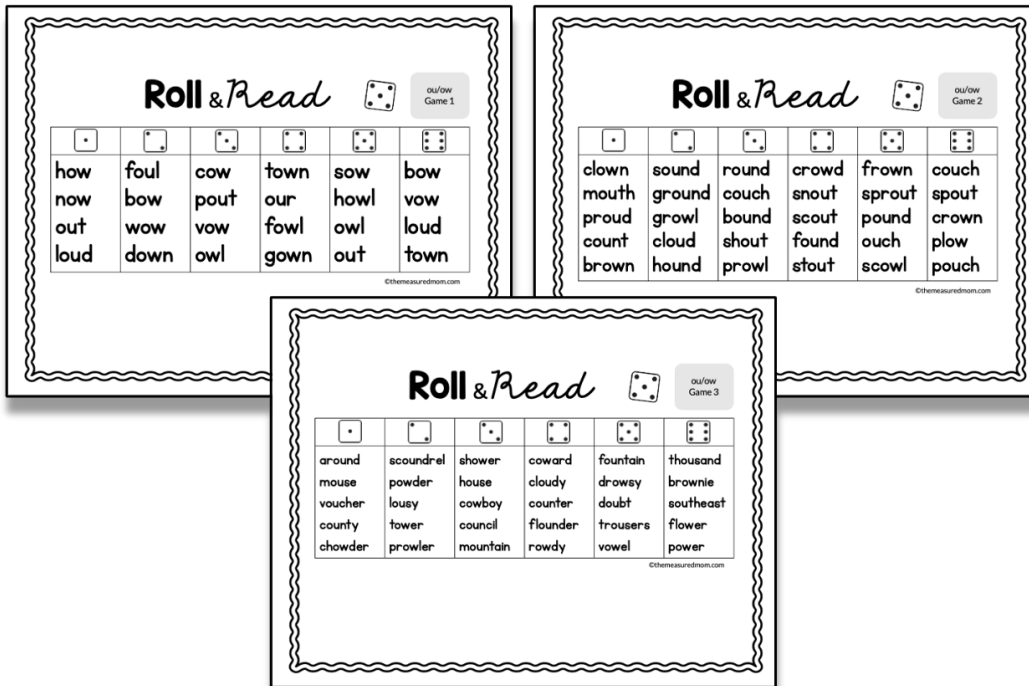 Roll & Read
ou/ow
Game 1
how foul cow town sow bow
now bow pout our howl vow
out wow vow fowl owl loud
loud down owl gown out town
©themeasuredmom.com
Roll & Read
ou/ow
Game 2
clown sound round crowd frown couch
mouth ground couch snout sprout spout
proud growl bound scout pound crown
count cloud shout found ouch plow
brown hound prowl stout scowl pouch
©themeasuredmom.com
Roll & Read
ou/ow
Game 3
around scoundrel shower coward fountain thousand
mouse powder house cloudy drowsy brownie
voucher lousy cowboy counter doubt southeast
county tower council flounder trousers flower
chowder prowler mountain rowdy vowel power
©themeasuredmom.com